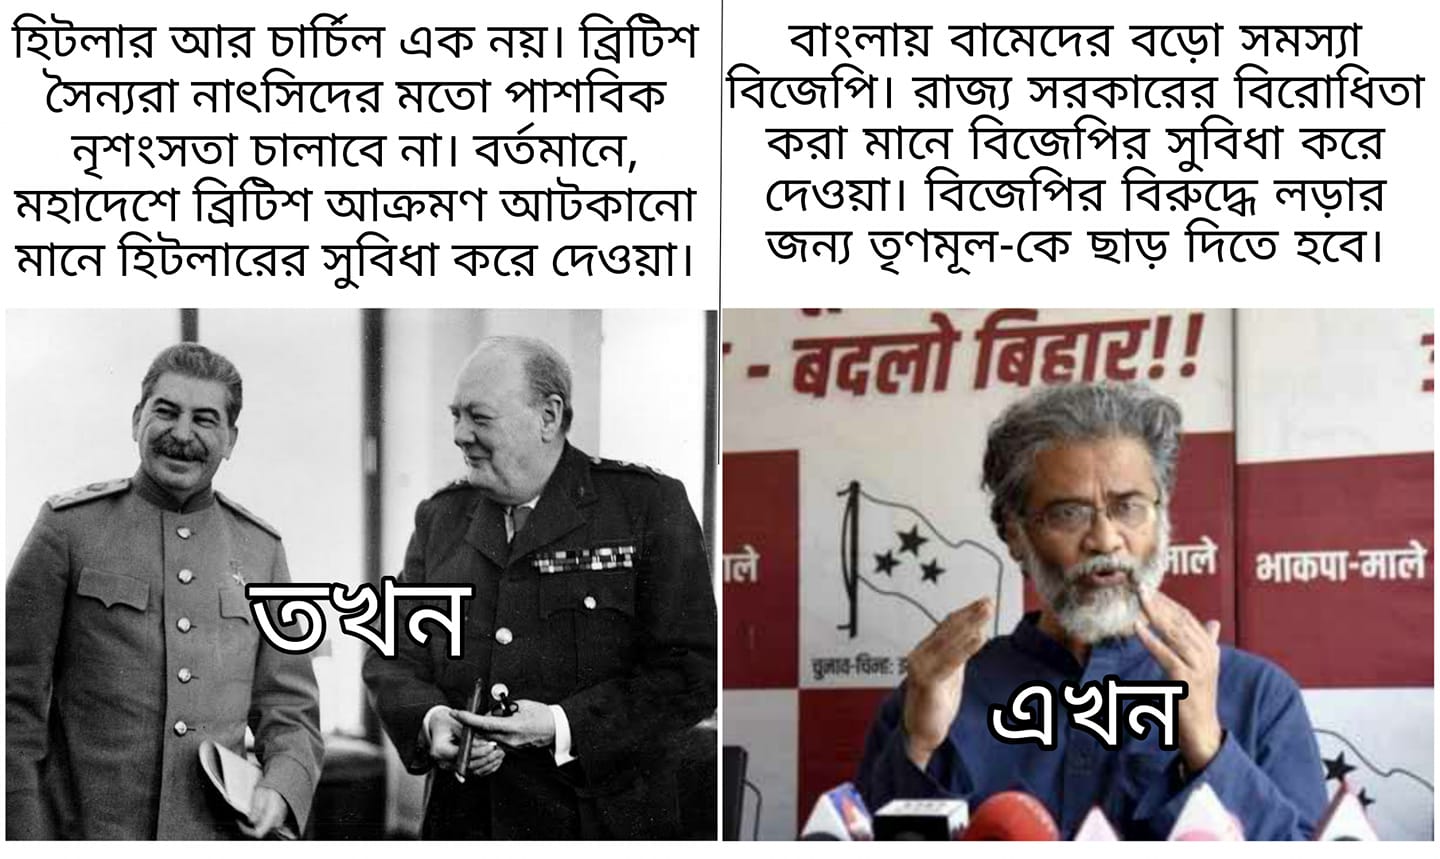 হিটলার আর চার্চিল এক নয়। ব্রিটিশ
সৈন্যরা নাৎসিদের মতো পাশবিক
নৃশংসতা চালাবে না। বর্তমানে,
মহাদেশে ব্রিটিশ আক্রমণ আটকানো
মানে হিটলারের সুবিধা করে দেওয়া।
তখন
বাংলায় বামেদের বড়ো সমস্যা
বিজেপি। রাজ্য সরকারের বিরোধিতা
করা মানে বিজেপির সুবিধা করে
দেওয়া। বিজেপির বিরুদ্ধে লড়ার
জন্য তৃণমূল-কে ছাড় দিতে হবে।
- बदलो बिहार!!
ाले
माले
भाकपा-माले
चुनाव-चिन्ह:
এখন